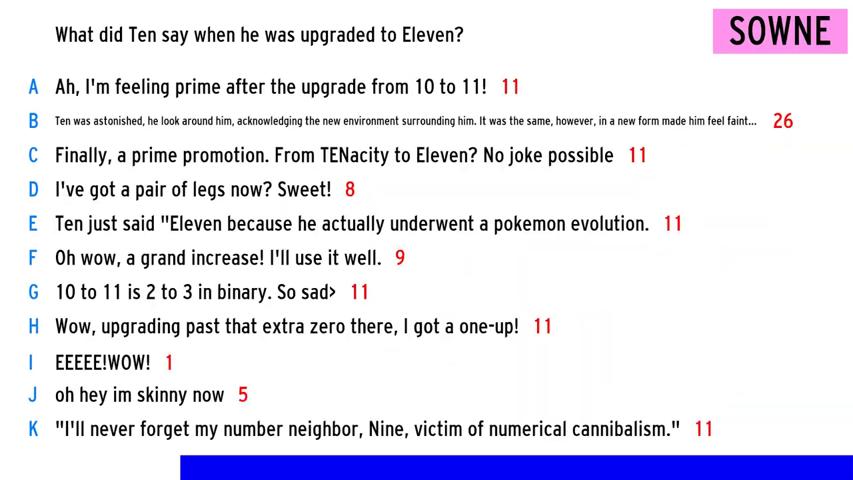 What did Ten say when he was upgraded to Eleven?
SOWNE
A Ah, I'm feeling prime after the upgrade from 10 to 11! 11
B Ten was astonished, he look around him, acknowledging the new environment surrounding him. It was the same, however, in a new form made him feel faint... 26
C Finally, a prime promotion. From TENacity to Eleven? No joke possible 11
D I've got a pair of legs now? Sweet! 8
E Ten just said "Eleven because he actually underwent a pokemon evolution. 11
F Oh wow, a grand increase! I'll use it well. 9
G 10 to 11 is 2 to 3 in binary. So sad> 11
H Wow, upgrading past that extra zero there, I got a one-up! 11
I EEEEE!WOW! 1
J oh hey im skinny now 5
K "I'll never forget my number neighbor, Nine, victim of numerical cannibalism." 11